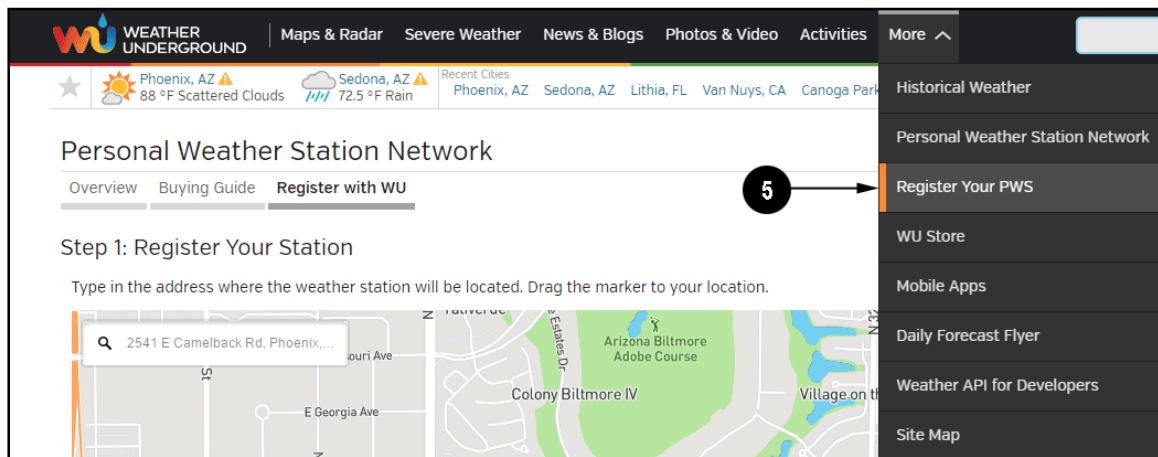 WEATHER UNDERGROUND
Maps & Radar Severe Weather News & Blogs Photos & Video Activities More
Phoenix, AZ
88 °F Scattered Clouds
Sedona, AZ
72.5 °F Rain
Recent Cities
Phoenix, AZ Sedona, AZ Lithia, FL Van Nuys, CA Canoga Park
Historical Weather
Personal Weather Station Network
Register Your PWS
WU Store
Mobile Apps
Daily Forecast Flyer
Weather API for Developers
Site Map
5
Personal Weather Station Network
Overview Buying Guide Register with WU
Step 1: Register Your Station
Type in the address where the weather station will be located. Drag the marker to your location.
2541 E Camelback Rd, Phoenix,...
ouri Ave
St
E Georgia Ave
N
N
e Estates Dr
Arizona Biltmore
Adobe Course
Colony Biltmore IV
Village on th
N 32